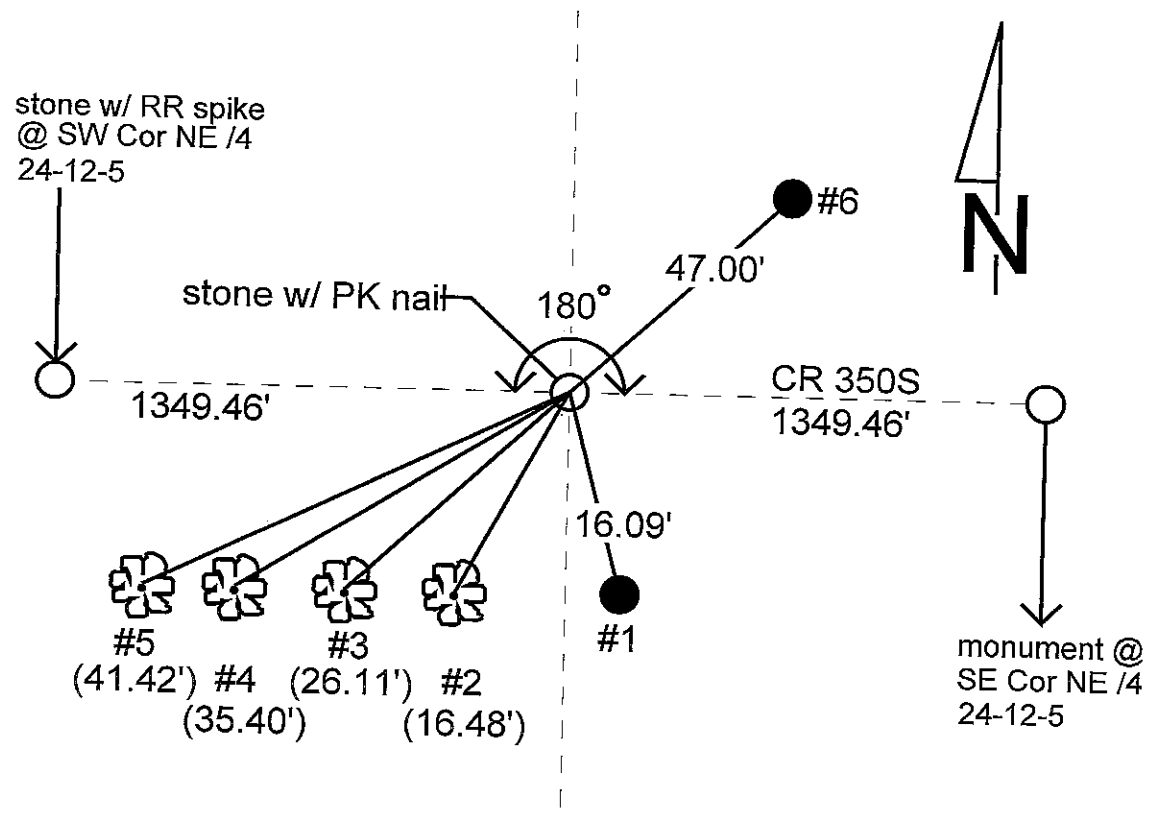 stone w/ RR spike
@ SW Cor NE /4
24-12-5
#6
N
47.00'
stone w/ PK nail
180°
CR 350S
1349.46'
1349.46'
16.09'
#5
(41.42')
#4
(35.40')
#3
(26.11')
#2
(16.48')
#1
monument @
SE Cor NE /4
24-12-5